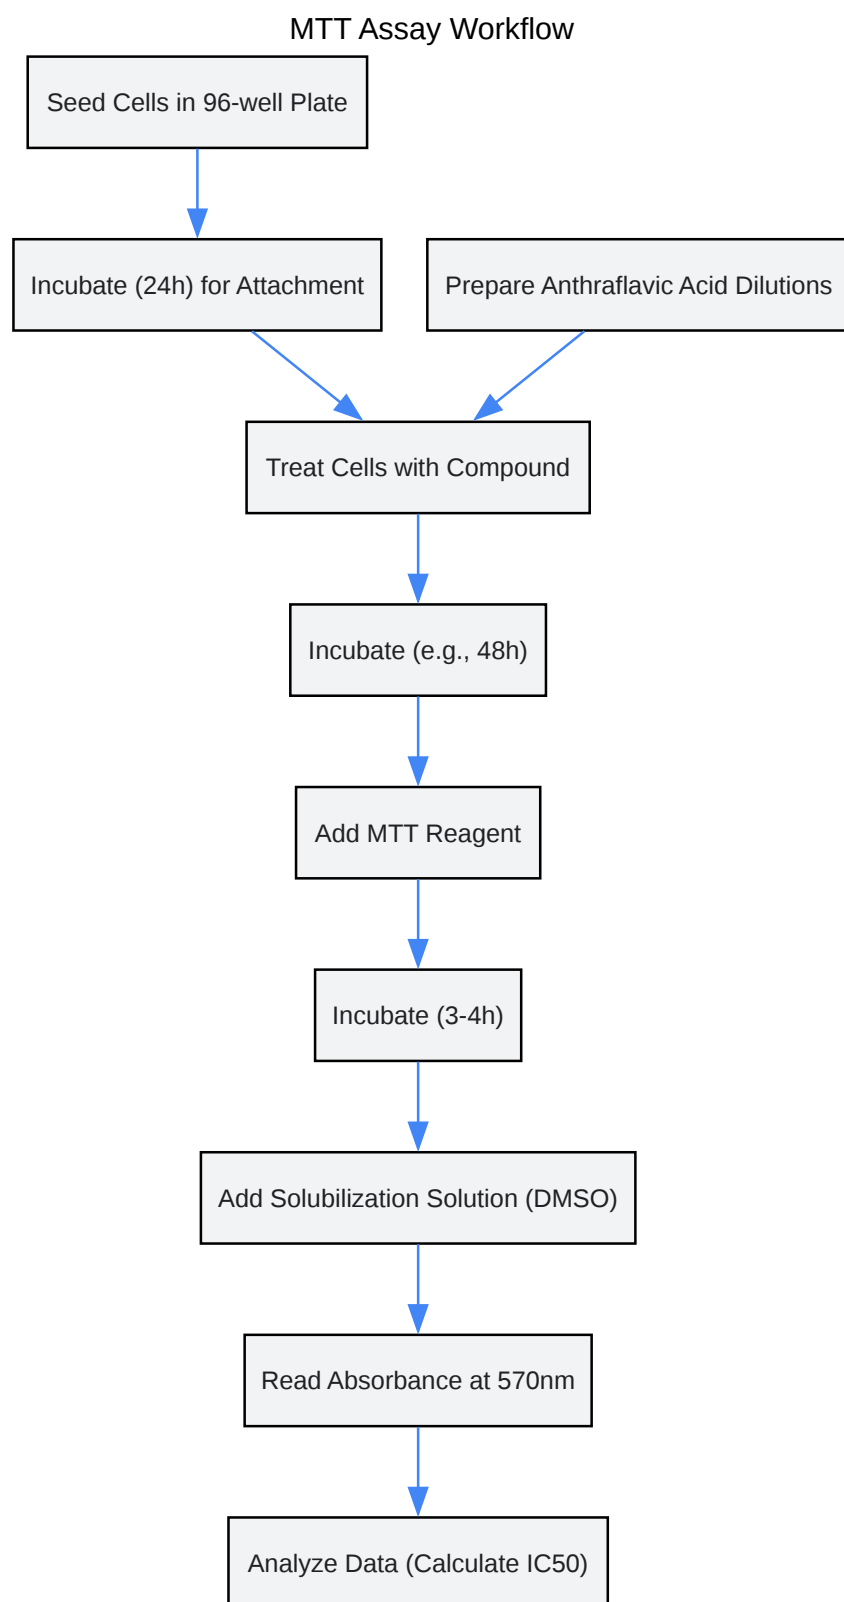 MTT Assay Workflow
Seed Cells in 96-well Plate
Incubate (24h) for Attachment
Prepare Anthraflavic Acid Dilutions
Treat Cells with Compound
Incubate (e.g., 48h)
Add MTT Reagent
Incubate (3-4h)
Add Solubilization Solution (DMSO)
Read Absorbance at 570nm
Analyze Data (Calculate IC50)